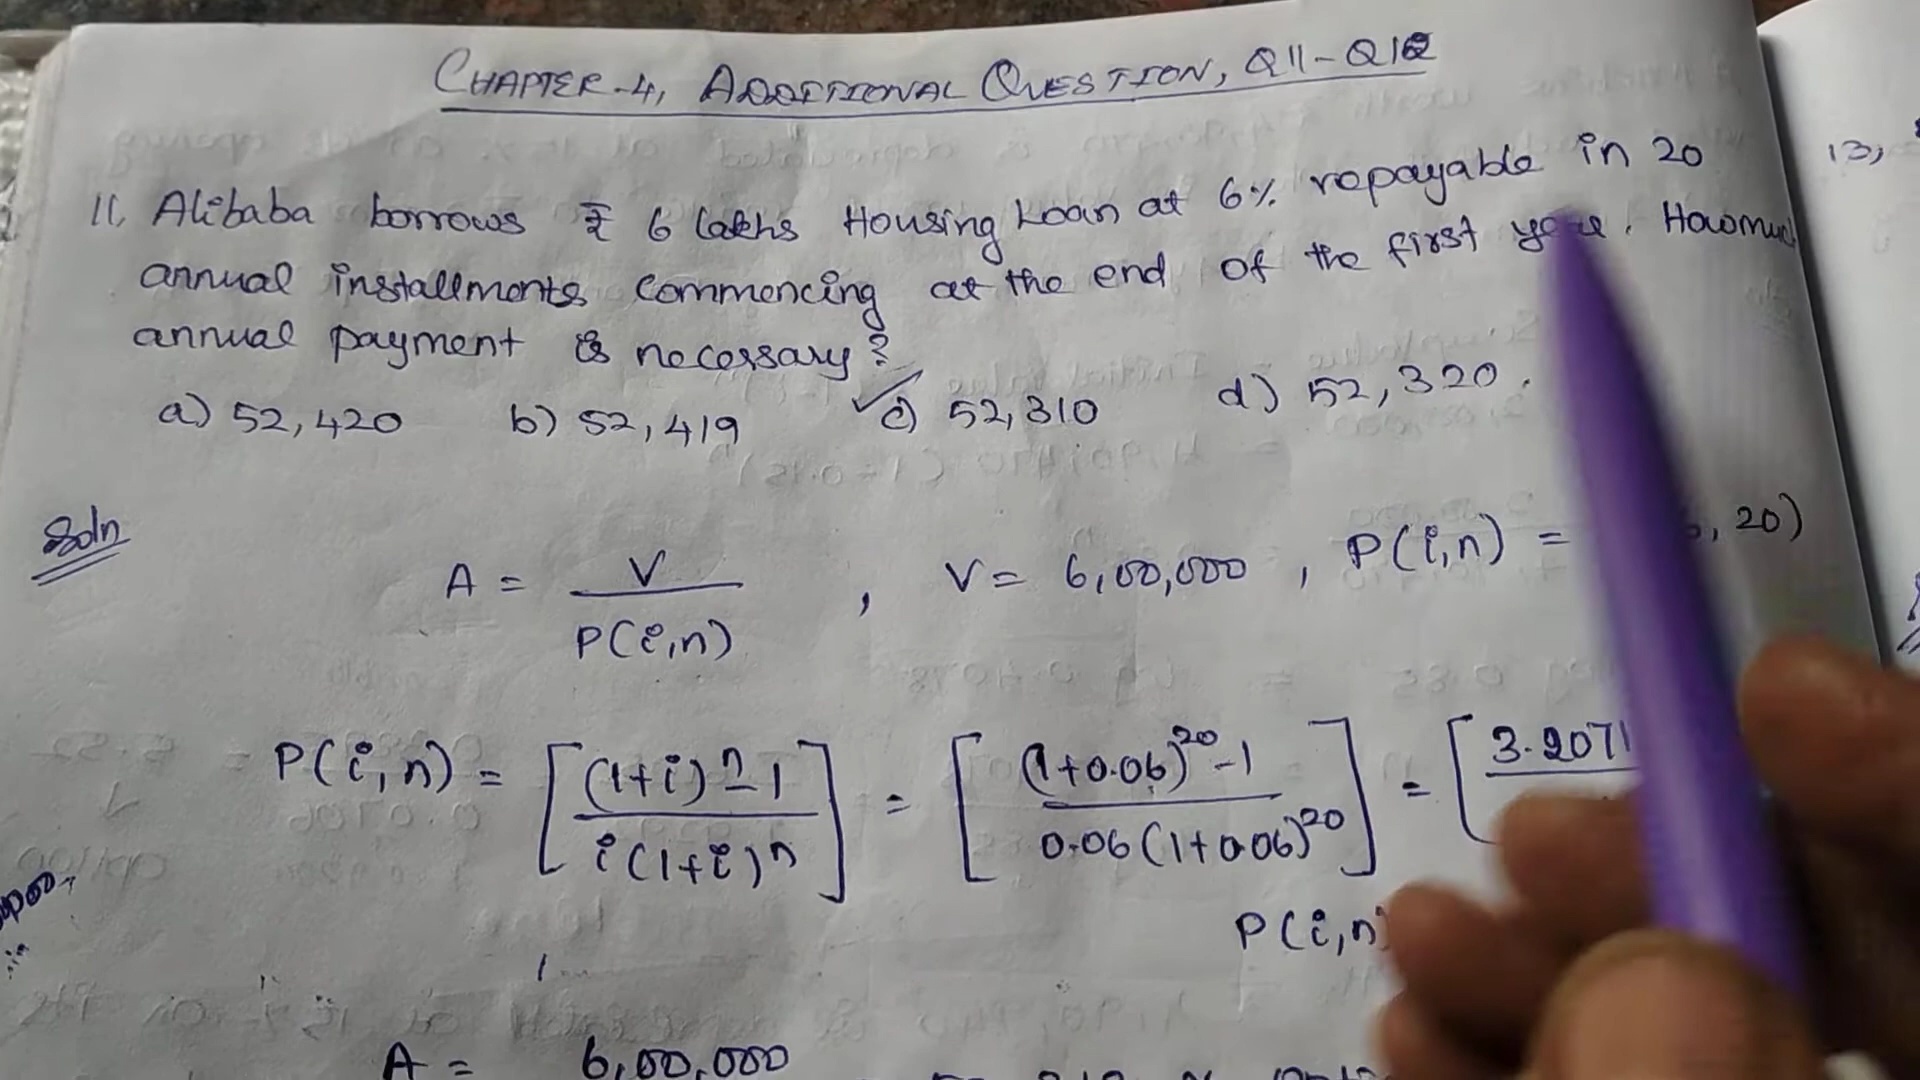 CHAPTER-4, ADDITIONAL QUESTION, Q11-Q12
11, Alibaba borrows ₹ 6 lakhs Housing Loan at 6% repayable in 20
annual installments commencing at the end of the first year. Howmuch
annual payment is necessary?
a) 52,420 b) 52,419 c) 52,310 d) 52,320.
Soln
A = V / P(i,n) , V = 6,00,000 , P(i,n) = , 20)
P(i,n) = [(1+i)^n - 1 / i(1+i)^n] = [(1+0.06)^20 - 1 / 0.06(1+0.06)^20] = [3.2071
P(i,n)
A = 6,00,000
13,